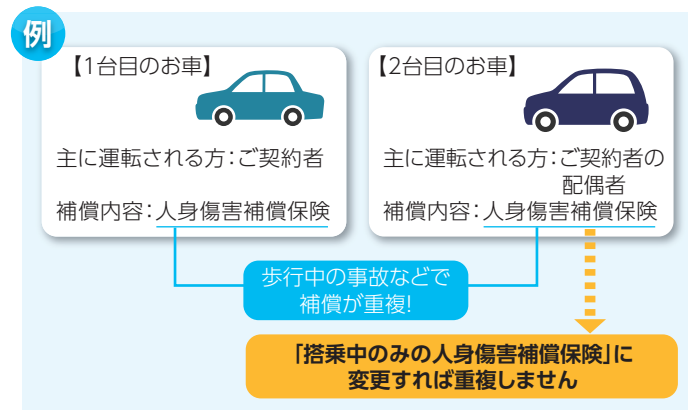 例
【1台目のお車】
主に運転される方：ご契約者
補償内容：人身傷害補償保険
【2台目のお車】
主に運転される方：ご契約者の
配偶者
補償内容：人身傷害補償保険
歩行中の事故などで
補償が重複!
「搭乗中のみの人身傷害補償保険」に
変更すれば重複しません